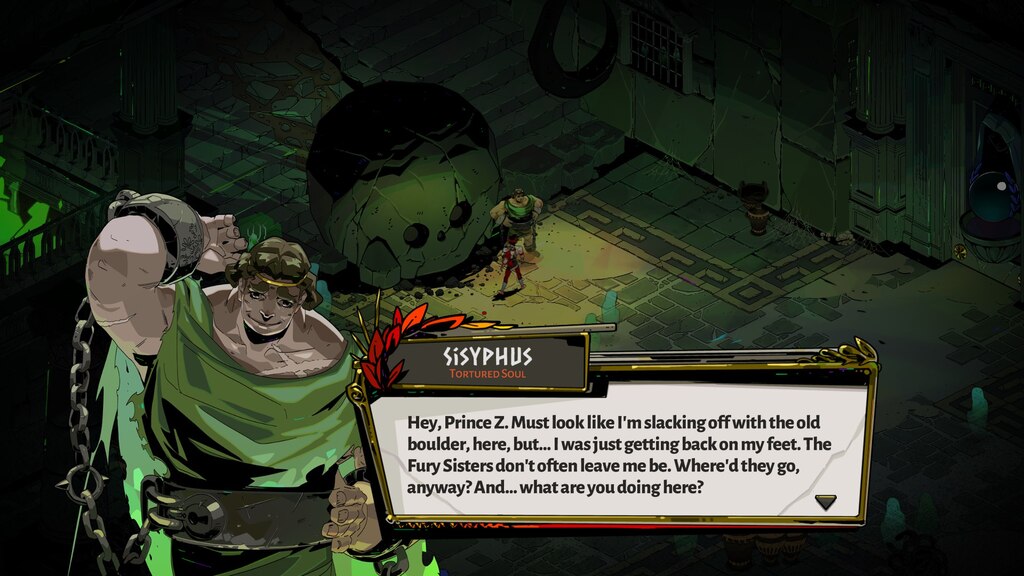 SISYPHUS
TORTURED SOUL
Hey, Prince Z. Must look like I'm slacking off with the old
boulder, here, but... I was just getting back on my feet. The
Fury Sisters don't often leave me be. Where'd they go,
anyway? And... what are you doing here?